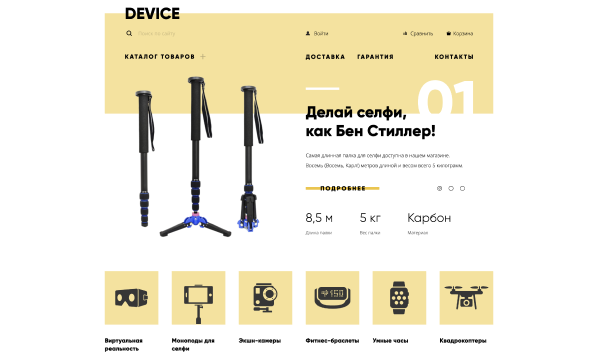 DEVICE
Поиск по сайту
Войти
Сравнить
Корзина
КАТАЛОГ ТОВАРОВ
ДОСТАВКА
ГАРАНТИЯ
КОНТАКТЫ
01
Делай селфи,
как Бен Стиллер!
Самая длинная палка для селфи доступна в нашем магазине.
Восемь (Восемь, Карл) метров длиной и весом всего 5 килограмм.
ПОДРОБНЕЕ
8,5 м
5 кг
Карбон
Длина палки
Вес палки
Материал
150
Виртуальная
реальность
Моноподы для
селфи
Экшн-камеры
Фитнес-браслеты
Умные часы
Квадрокоптеры